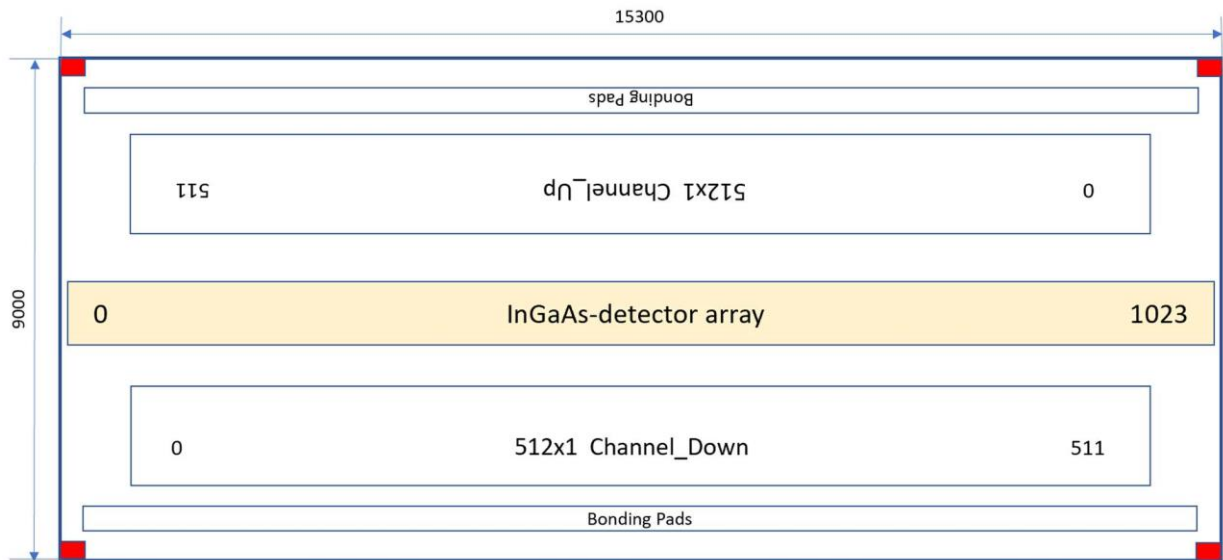 15300
Bonding Pads
511 512x1 Channel_Up 0
9000
0 InGaAs-detector array 1023
0 512x1 Channel_Down 511
Bonding Pads